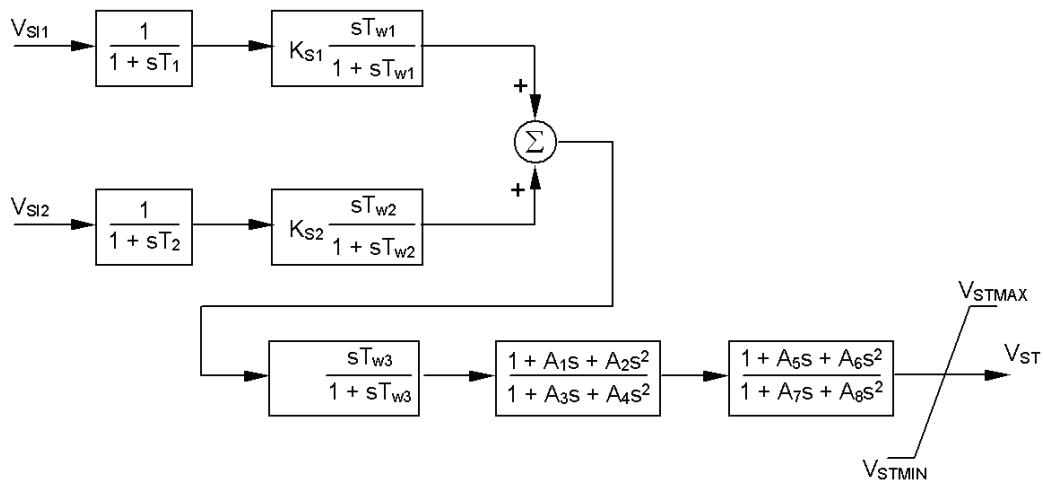 V_SI1
1
1 + sT_1
K_S1
sT_w1
1 + sT_w1
+
Σ
+
V_SI2
1
1 + sT_2
K_S2
sT_w2
1 + sT_w2
V_STMAX
sT_w3
1 + sT_w3
1 + A_1s + A_2s^2
1 + A_3s + A_4s^2
1 + A_5s + A_6s^2
1 + A_7s + A_8s^2
V_ST
V_STMIN